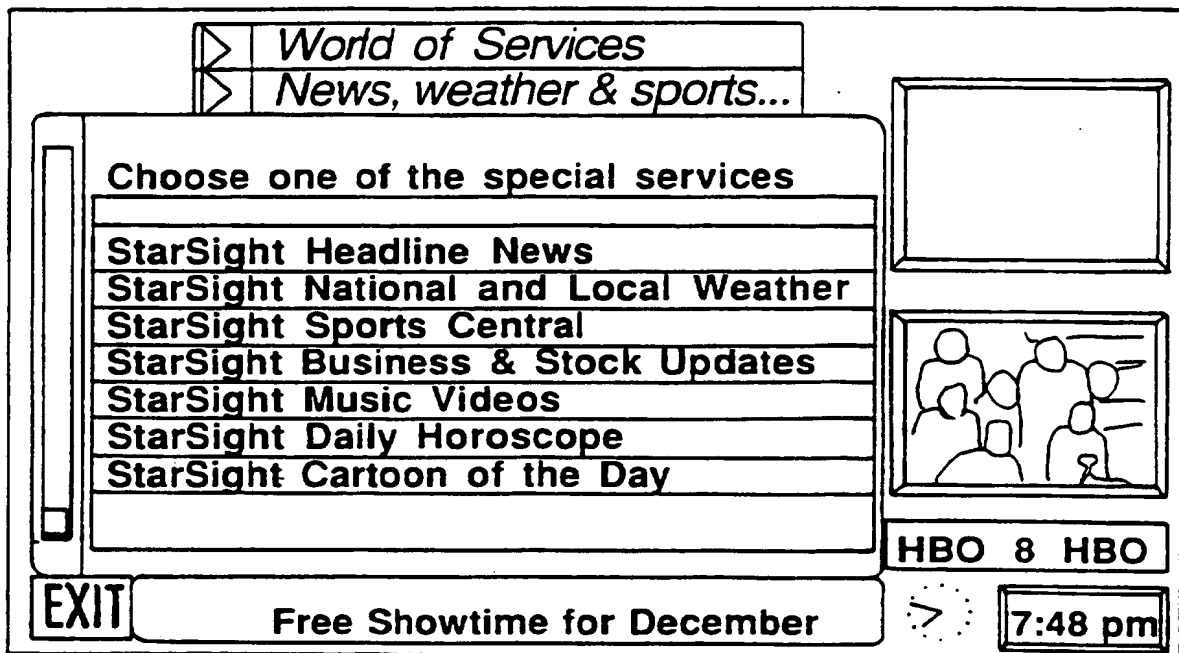 World of Services
News, weather & sports...
Choose one of the special services
StarSight Headline News
StarSight National and Local Weather
StarSight Sports Central
StarSight Business & Stock Updates
StarSight Music Videos
StarSight Daily Horoscope
StarSight Cartoon of the Day
HBO 8 HBO
EXIT
Free Showtime for December
7:48 pm